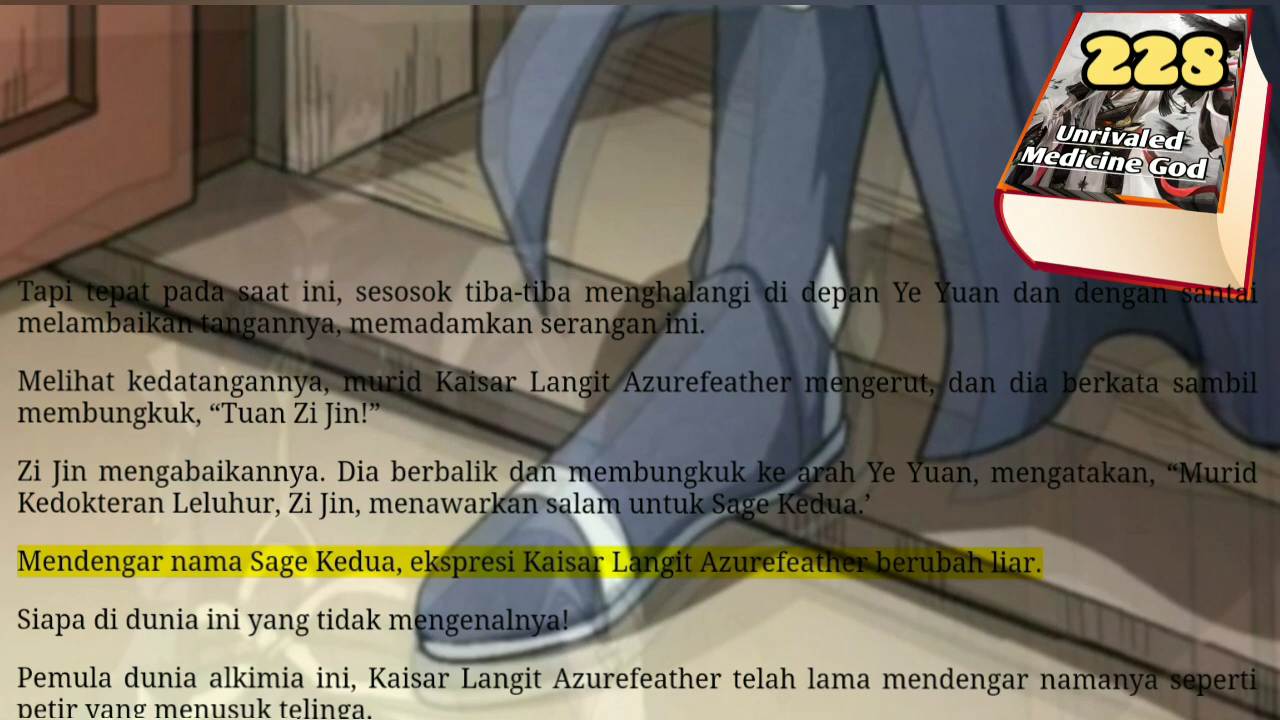 228
Unrivaled
Medicine God
Tapi tepat pada saat ini, sesosok tiba-tiba menghalangi di depan Ye Yuan dan dengan santai
melambaikan tangannya, memadamkan serangan ini.
Melihat kedatangannya, murid Kaisar Langit Azurefeather mengerut, dan dia berkata sambil
membungkuk, “Tuan Zi Jin!”
Zi Jin mengabaikannya. Dia berbalik dan membungkuk ke arah Ye Yuan, mengatakan, “Murid
Kedokteran Leluhur, Zi Jin, menawarkan salam untuk Sage Kedua.’
Mendengar nama Sage Kedua, ekspresi Kaisar Langit Azurefeather berubah liar.
Siapa di dunia ini yang tidak mengenalnya!
Pemula dunia alkimia ini, Kaisar Langit Azurefeather telah lama mendengar namanya seperti
petir yang menusuk telinga.